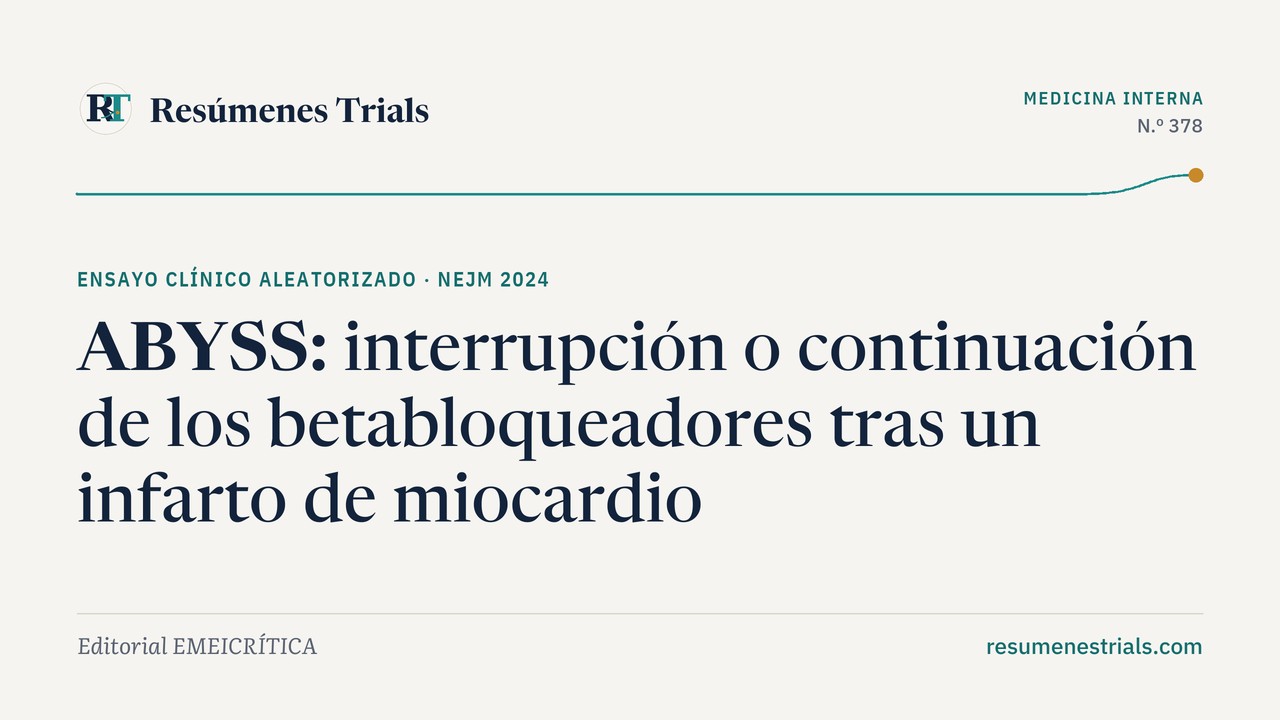 RT Resúmenes Trials
MEDICINA INTERNA
N.º 378
ENSAYO CLÍNICO ALEATORIZADO · NEJM 2024
ABYSS: interrupción o continuación
de los betabloqueadores tras un
infarto de miocardio
Editorial EMEICRÍTICA
resumenestrials.com